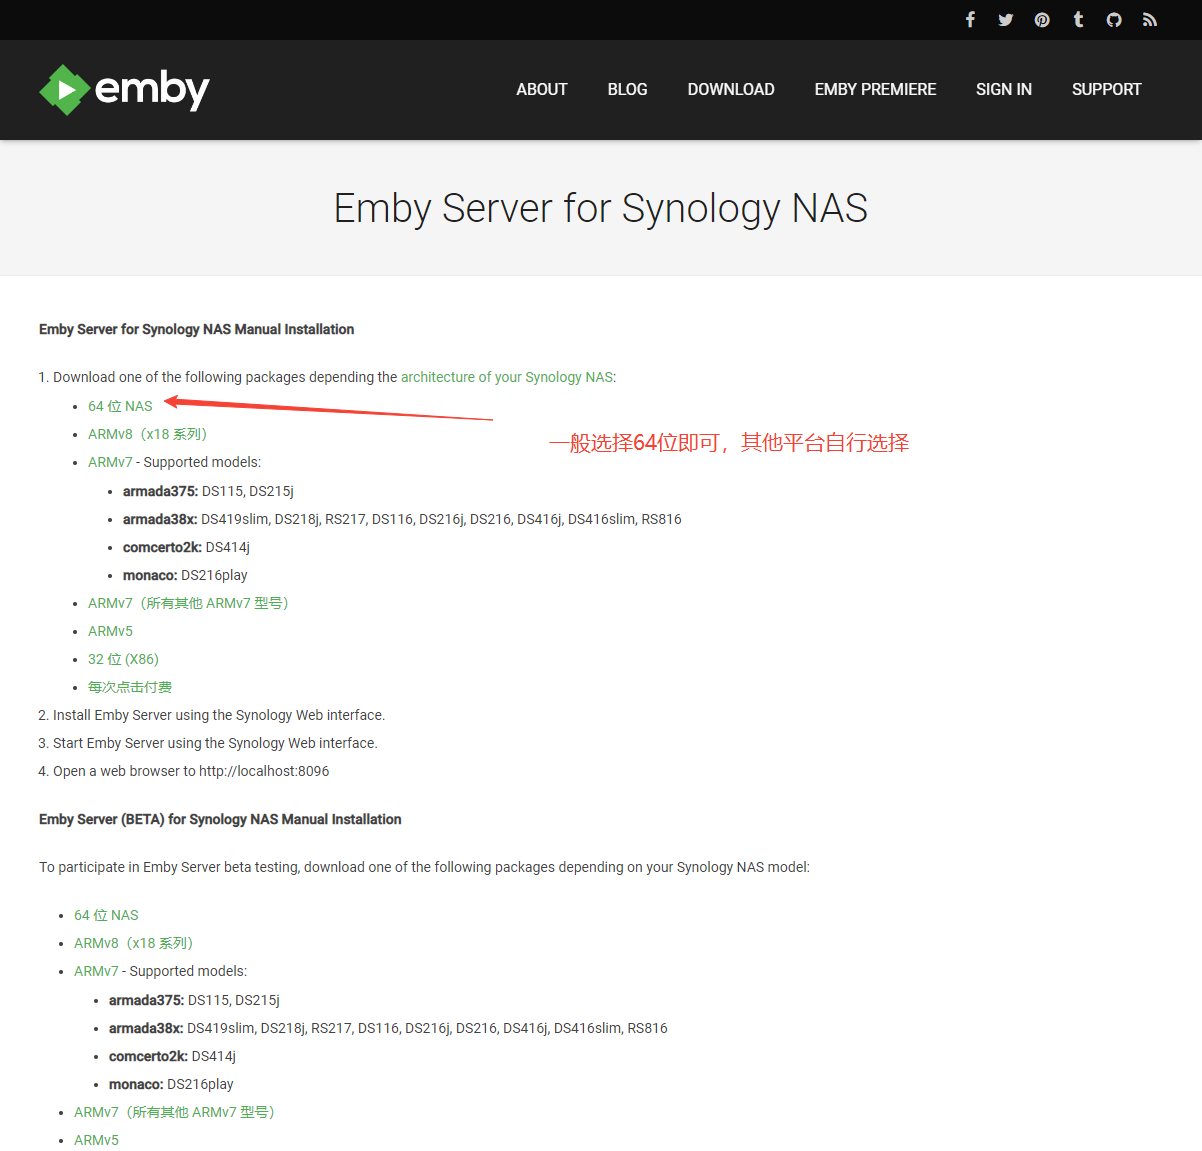 emby
ABOUT BLOG DOWNLOAD EMBY PREMIERE SIGN IN SUPPORT
Emby Server for Synology NAS
Emby Server for Synology NAS Manual Installation
1. Download one of the following packages depending the architecture of your Synology NAS:
64 位 NAS
ARMv8（x18 系列）
一般选择64位即可，其他平台自行选择
ARMv7 - Supported models:
armada375: DS115, DS215j
armada38x: DS419slim, DS218j, RS217, DS116, DS216j, DS216, DS416j, DS416slim, RS816
comcerto2k: DS414j
monaco: DS216play
ARMv7（所有其他 ARMv7 型号）
ARMv5
32 位 (X86)
每次点击付费
2. Install Emby Server using the Synology Web interface.
3. Start Emby Server using the Synology Web interface.
4. Open a web browser to http://localhost:8096
Emby Server (BETA) for Synology NAS Manual Installation
To participate in Emby Server beta testing, download one of the following packages depending on your Synology NAS model:
64 位 NAS
ARMv8（x18 系列）
ARMv7 - Supported models:
armada375: DS115, DS215j
armada38x: DS419slim, DS218j, RS217, DS116, DS216j, DS216, DS416j, DS416slim, RS816
comcerto2k: DS414j
monaco: DS216play
ARMv7（所有其他 ARMv7 型号）
ARMv5